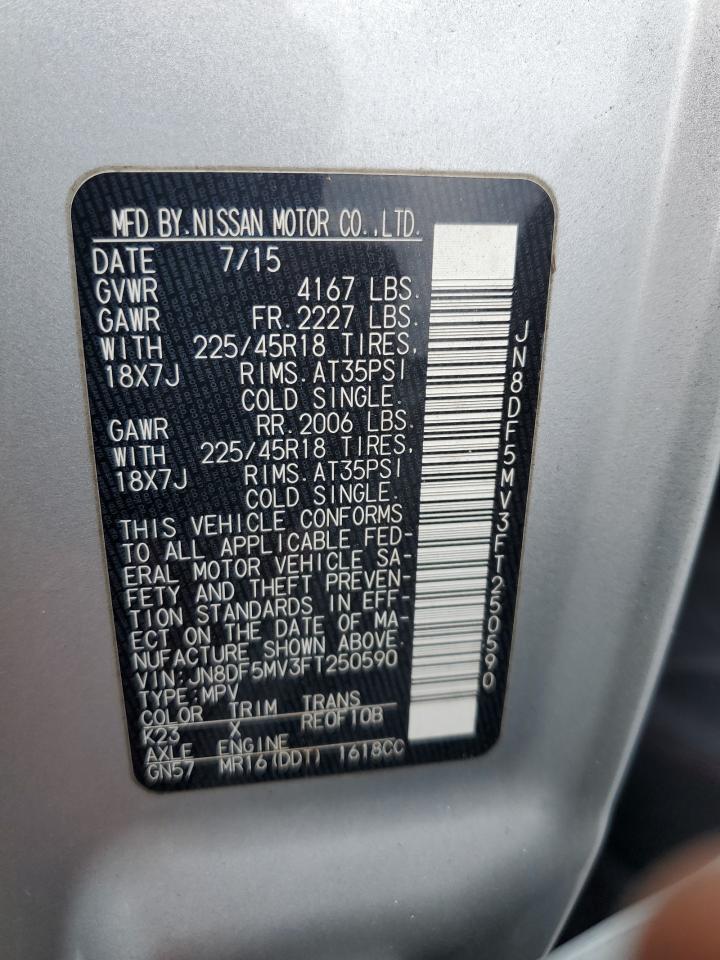 MFD BY.NISSAN MOTOR CO.,LTD.
DATE 7/15
GVWR 4167 LBS.
GAWR FR.2227 LBS.
WITH 225/45R18 TIRES,
18X7J RIMS.AT35PSI
COLD SINGLE.
GAWR RR.2006 LBS.
WITH 225/45R18 TIRES,
18X7J RIMS.AT35PSI
COLD SINGLE.
THIS VEHICLE CONFORMS
TO ALL APPLICABLE FED-
ERAL MOTOR VEHICLE SA-
FETY AND THEFT PREVEN-
TION STANDARDS IN EFF-
ECT ON THE DATE OF MA-
NUFACTURE SHOWN ABOVE.
VIN:JN8DF5MV3FT250590
TYPE:MPV
COLOR TRIM TRANS
K23 X RE0F10B
AXLE ENGINE
GN57 MR16(DDT) 1618CC
JN8DF5MV3FT250590